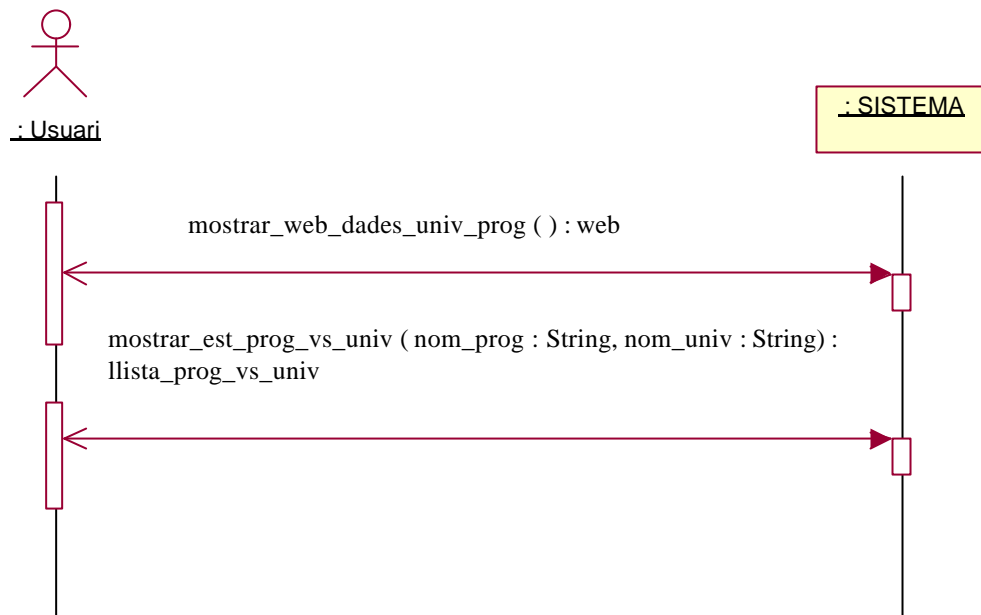 : Usuari
: SISTEMA
mostrar_web_dades_univ_prog ( ) : web
mostrar_est_prog_vs_univ ( nom_prog : String, nom_univ : String) :
llista_prog_vs_univ